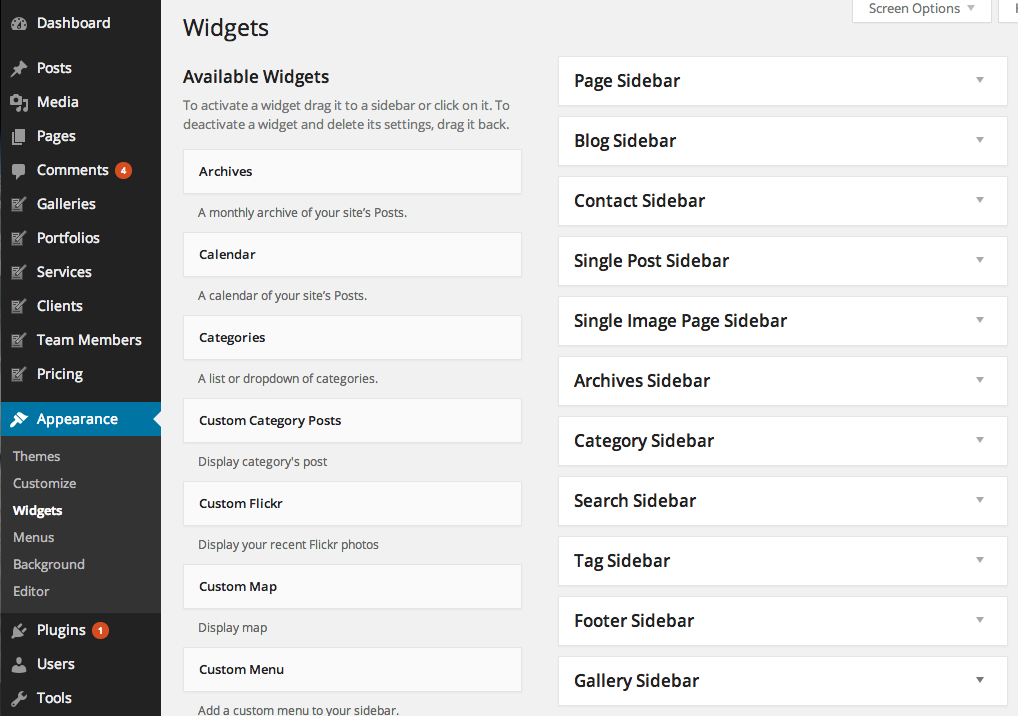 Dashboard
Posts
Media
Pages
Comments 4
Galleries
Portfolios
Services
Clients
Team Members
Pricing
Appearance
Themes
Customize
Widgets
Menus
Background
Editor
Plugins 1
Users
Tools
Screen Options
Widgets
Available Widgets
To activate a widget drag it to a sidebar or click on it. To
deactivate a widget and delete its settings, drag it back.
Archives
A monthly archive of your site’s Posts.
Calendar
A calendar of your site’s Posts.
Categories
A list or dropdown of categories.
Custom Category Posts
Display category's post
Custom Flickr
Display your recent Flickr photos
Custom Map
Display map
Custom Menu
Add a custom menu to your sidebar.
Page Sidebar
Blog Sidebar
Contact Sidebar
Single Post Sidebar
Single Image Page Sidebar
Archives Sidebar
Category Sidebar
Search Sidebar
Tag Sidebar
Footer Sidebar
Gallery Sidebar